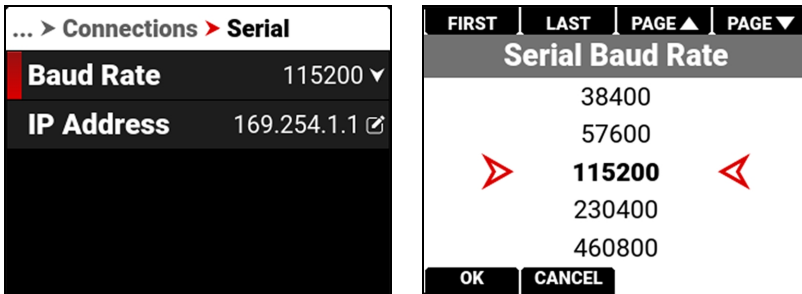 ... > Connections > Serial
Baud Rate 115200
IP Address 169.254.1.1
FIRST LAST PAGE▲ PAGE▼
Serial Baud Rate
38400
57600
115200
230400
460800
OK CANCEL